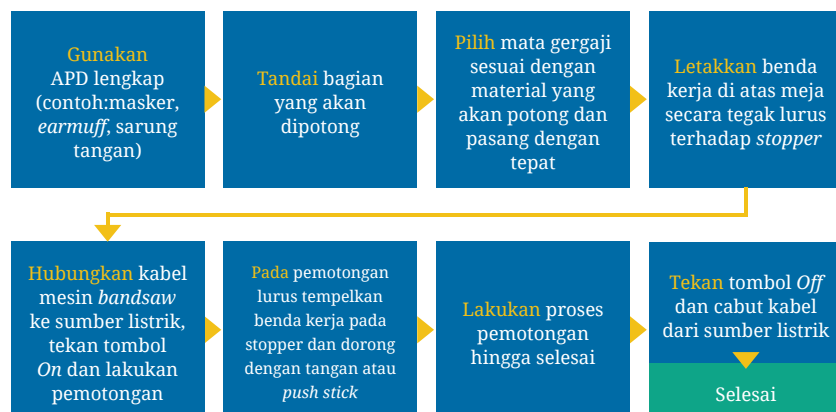 Gunakan
APD lengkap
(contoh:masker,
earmuff, sarung
tangan)
Tandai bagian
yang akan
dipotong
Pilih mata gergaji
sesuai dengan
material yang
akan potong dan
pasang dengan
tepat
Letakkan benda
kerja di atas meja
secara tegak lurus
terhadap stopper
Hubungkan kabel
mesin bandsaw
ke sumber listrik,
tekan tombol
On dan lakukan
pemotongan
Pada pemotongan
lurus tempelkan
benda kerja pada
stopper dan dorong
dengan tangan atau
push stick
Lakukan proses
pemotongan
hingga selesai
Tekan tombol Off
dan cabut kabel
dari sumber listrik
Selesai